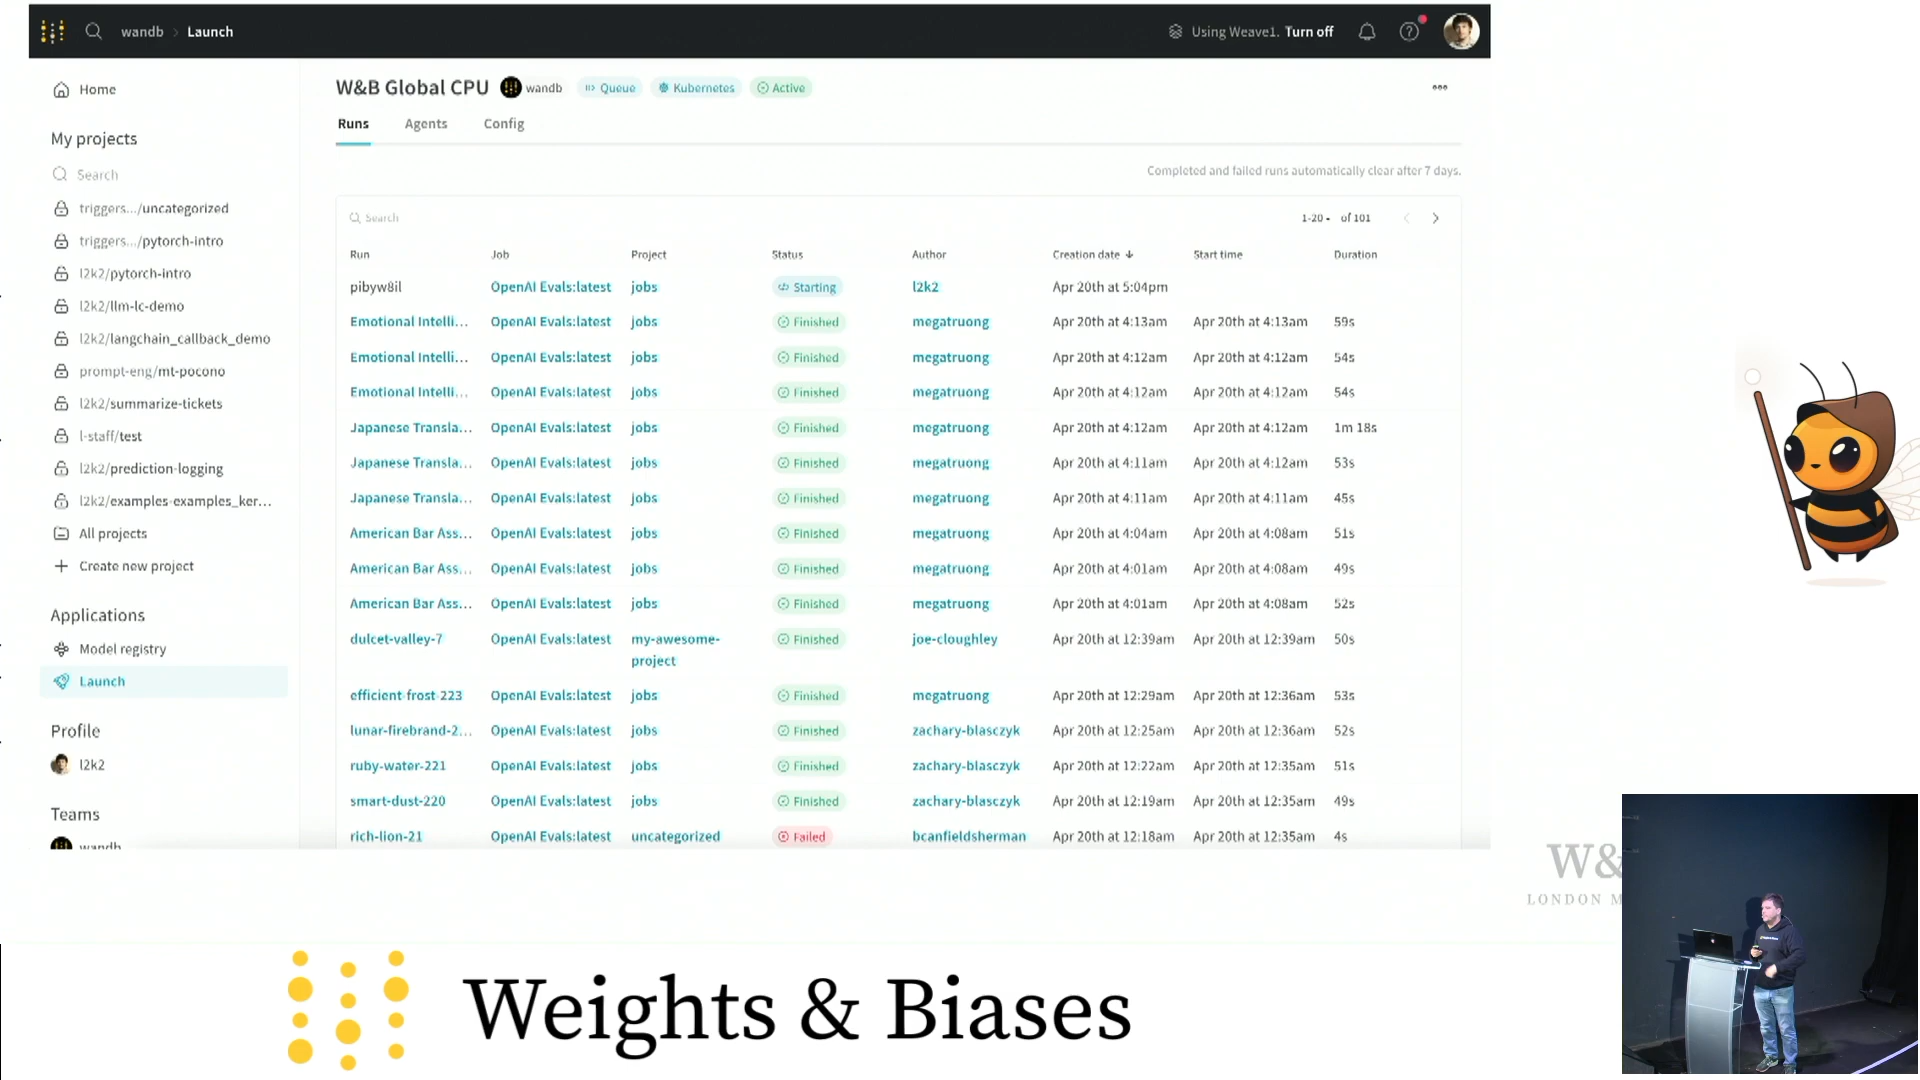 wandb > Launch
Using Weave1. Turn off
Home
My projects
Search
triggers.../uncategorized
triggers.../pytorch-intro
l2k2/pytorch-intro
l2k2/llm-lc-demo
l2k2/langchain_callback_demo
prompt-eng/mt-pocono
l2k2/summarize-tickets
l-staff/test
l2k2/prediction-logging
l2k2/examples-examples_ker...
All projects
Create new project
Applications
Model registry
Launch
Profile
l2k2
Teams
wandb
W&B Global CPU wandb Queue Kubernetes Active
Runs Agents Config
Completed and failed runs automatically clear after 7 days.
Search
1-20 of 101
Run Job Project Status Author Creation date Start time Duration
pibyw8il OpenAI Evals:latest jobs Starting l2k2 Apr 20th at 5:04pm
Emotional Intelli... OpenAI Evals:latest jobs Finished megatruong Apr 20th at 4:13am Apr 20th at 4:13am 59s
Emotional Intelli... OpenAI Evals:latest jobs Finished megatruong Apr 20th at 4:12am Apr 20th at 4:12am 54s
Emotional Intelli... OpenAI Evals:latest jobs Finished megatruong Apr 20th at 4:12am Apr 20th at 4:12am 54s
Japanese Transla... OpenAI Evals:latest jobs Finished megatruong Apr 20th at 4:12am Apr 20th at 4:12am 1m 18s
Japanese Transla... OpenAI Evals:latest jobs Finished megatruong Apr 20th at 4:11am Apr 20th at 4:12am 53s
Japanese Transla... OpenAI Evals:latest jobs Finished megatruong Apr 20th at 4:11am Apr 20th at 4:11am 45s
American Bar Ass... OpenAI Evals:latest jobs Finished megatruong Apr 20th at 4:04am Apr 20th at 4:08am 51s
American Bar Ass... OpenAI Evals:latest jobs Finished megatruong Apr 20th at 4:01am Apr 20th at 4:08am 49s
American Bar Ass... OpenAI Evals:latest jobs Finished megatruong Apr 20th at 4:01am Apr 20th at 4:08am 52s
dulcet-valley-7 OpenAI Evals:latest my-awesome-project Finished joe-cloughley Apr 20th at 12:39am Apr 20th at 12:39am 50s
efficient-frost-223 OpenAI Evals:latest jobs Finished megatruong Apr 20th at 12:29am Apr 20th at 12:36am 53s
lunar-firebrand-2... OpenAI Evals:latest jobs Finished zachary-blasczyk Apr 20th at 12:25am Apr 20th at 12:36am 52s
ruby-water-221 OpenAI Evals:latest jobs Finished zachary-blasczyk Apr 20th at 12:22am Apr 20th at 12:35am 51s
smart-dust-220 OpenAI Evals:latest jobs Finished zachary-blasczyk Apr 20th at 12:19am Apr 20th at 12:35am 49s
rich-lion-21 OpenAI Evals:latest uncategorized Failed bcanfieldsherman Apr 20th at 12:18am Apr 20th at 12:35am 4s
W&
LONDON M
Weights & Biases